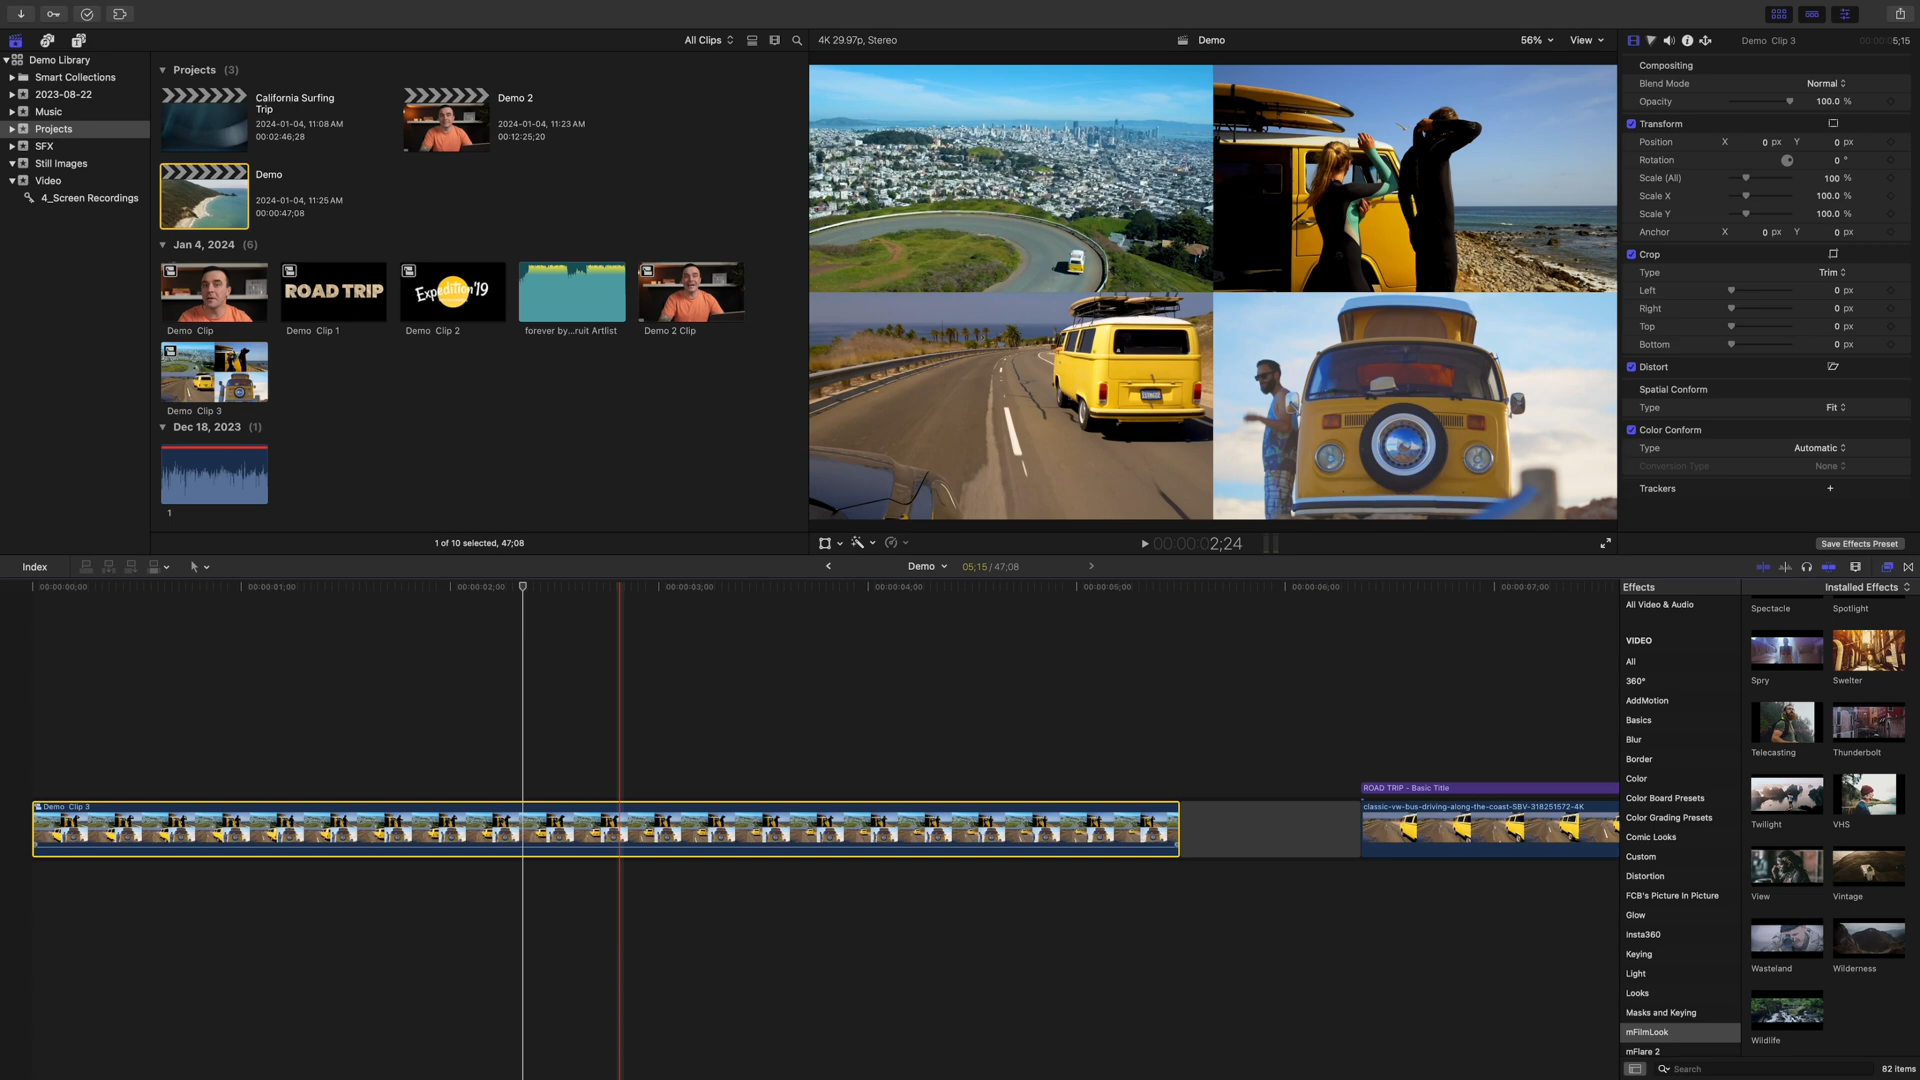 All Clips
4K 29.97p, Stereo
Demo
56%
View
Demo Clip 3
00:00:05;15
Demo Library
Smart Collections
2023-08-22
Music
Projects
SFX
Still Images
Video
4_Screen Recordings
Projects (3)
California Surfing
Trip
2024-01-04, 11:08 AM
00:02:46;28
Demo 2
2024-01-04, 11:23 AM
00:12:25;20
Demo
2024-01-04, 11:25 AM
00:00:47;08
Jan 4, 2024 (6)
ROAD TRIP
Expedition'19
Demo Clip
Demo Clip 1
Demo Clip 2
forever by...ruit Artlist
Demo 2 Clip
Demo Clip 3
Dec 18, 2023 (1)
1
1 of 10 selected, 47;08
00:00:02;24
Compositing
Blend Mode Normal
Opacity 100.0 %
Transform
Position X 0 px Y 0 px
Rotation 0 °
Scale (All) 100 %
Scale X 100.0 %
Scale Y 100.0 %
Anchor X 0 px Y 0 px
Crop
Type Trim
Left 0 px
Right 0 px
Top 0 px
Bottom 0 px
Distort
Spatial Conform
Type Fit
Color Conform
Type Automatic
Conversion Type None
Trackers +
Save Effects Preset
Index
Demo
05;15 / 47;08
00:00:00;00 00:00:01;00 00:00:02;00 00:00:03;00 00:00:04;00 00:00:05;00 00:00:06;00 00:00:07;00
Demo Clip 3
ROAD TRIP - Basic Title
classic-vw-bus-driving-along-the-coast-SBV-318251572-4K
Effects
Installed Effects
All Video & Audio
VIDEO
All
360°
AddMotion
Basics
Blur
Border
Color
Color Board Presets
Color Grading Presets
Comic Looks
Custom
Distortion
FCB's Picture In Picture
Glow
Insta360
Keying
Light
Looks
Masks and Keying
mFilmLook
mFlare 2
Spectacle Spotlight
Spry Swelter
Telecasting Thunderbolt
Twilight VHS
View Vintage
Wasteland Wilderness
Wildlife
Search
82 items